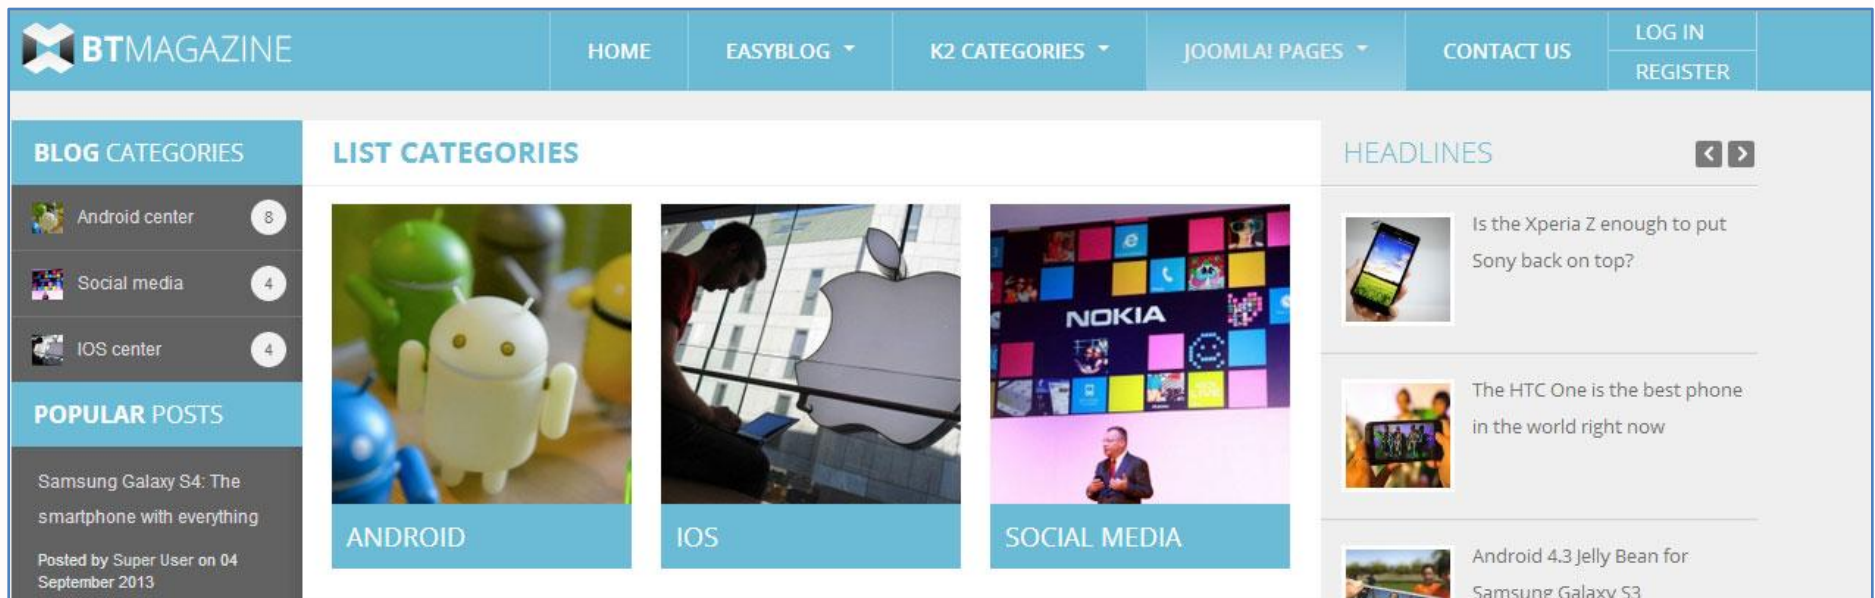 BTMAGAZINE
HOME
EASYBLOG
K2 CATEGORIES
JOOMLA! PAGES
CONTACT US
LOG IN
REGISTER
BLOG CATEGORIES
Android center 8
Social media 4
IOS center 4
POPULAR POSTS
Samsung Galaxy S4: The
smartphone with everything
Posted by Super User on 04
September 2013
LIST CATEGORIES
ANDROID
IOS
NOKIA
SOCIAL MEDIA
HEADLINES
Is the Xperia Z enough to put
Sony back on top?
The HTC One is the best phone
in the world right now
Android 4.3 Jelly Bean for
Samsung Galaxy S3